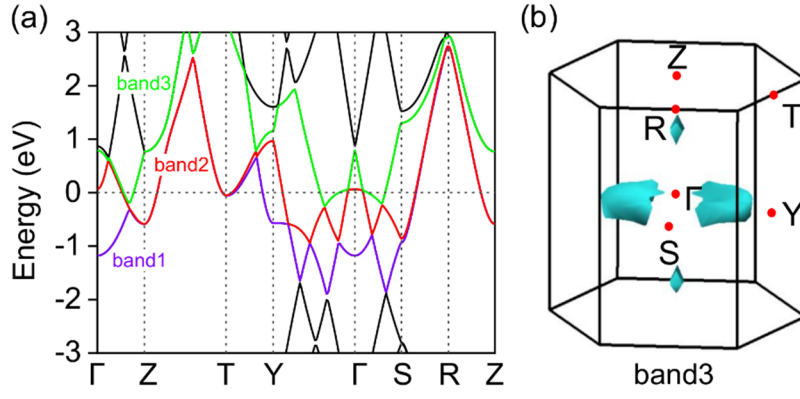 (a)
3
2
1
0
-1
-2
-3
Energy (eV)
band3
band2
band1
Γ Z T Y Γ S R Z
(b)
Z
T
R
Γ
Y
S
band3